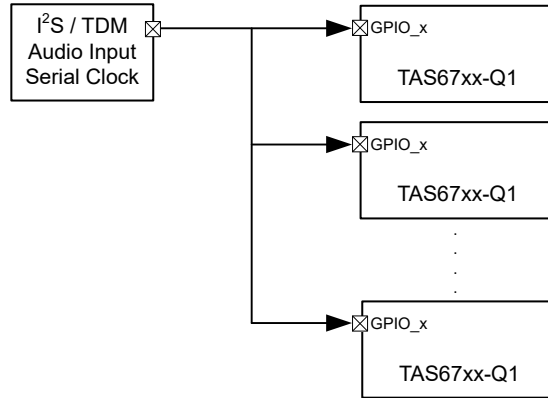 I²S / TDM
Audio Input
Serial Clock
GPIO_x
TAS67xx-Q1
GPIO_x
TAS67xx-Q1
GPIO_x
TAS67xx-Q1